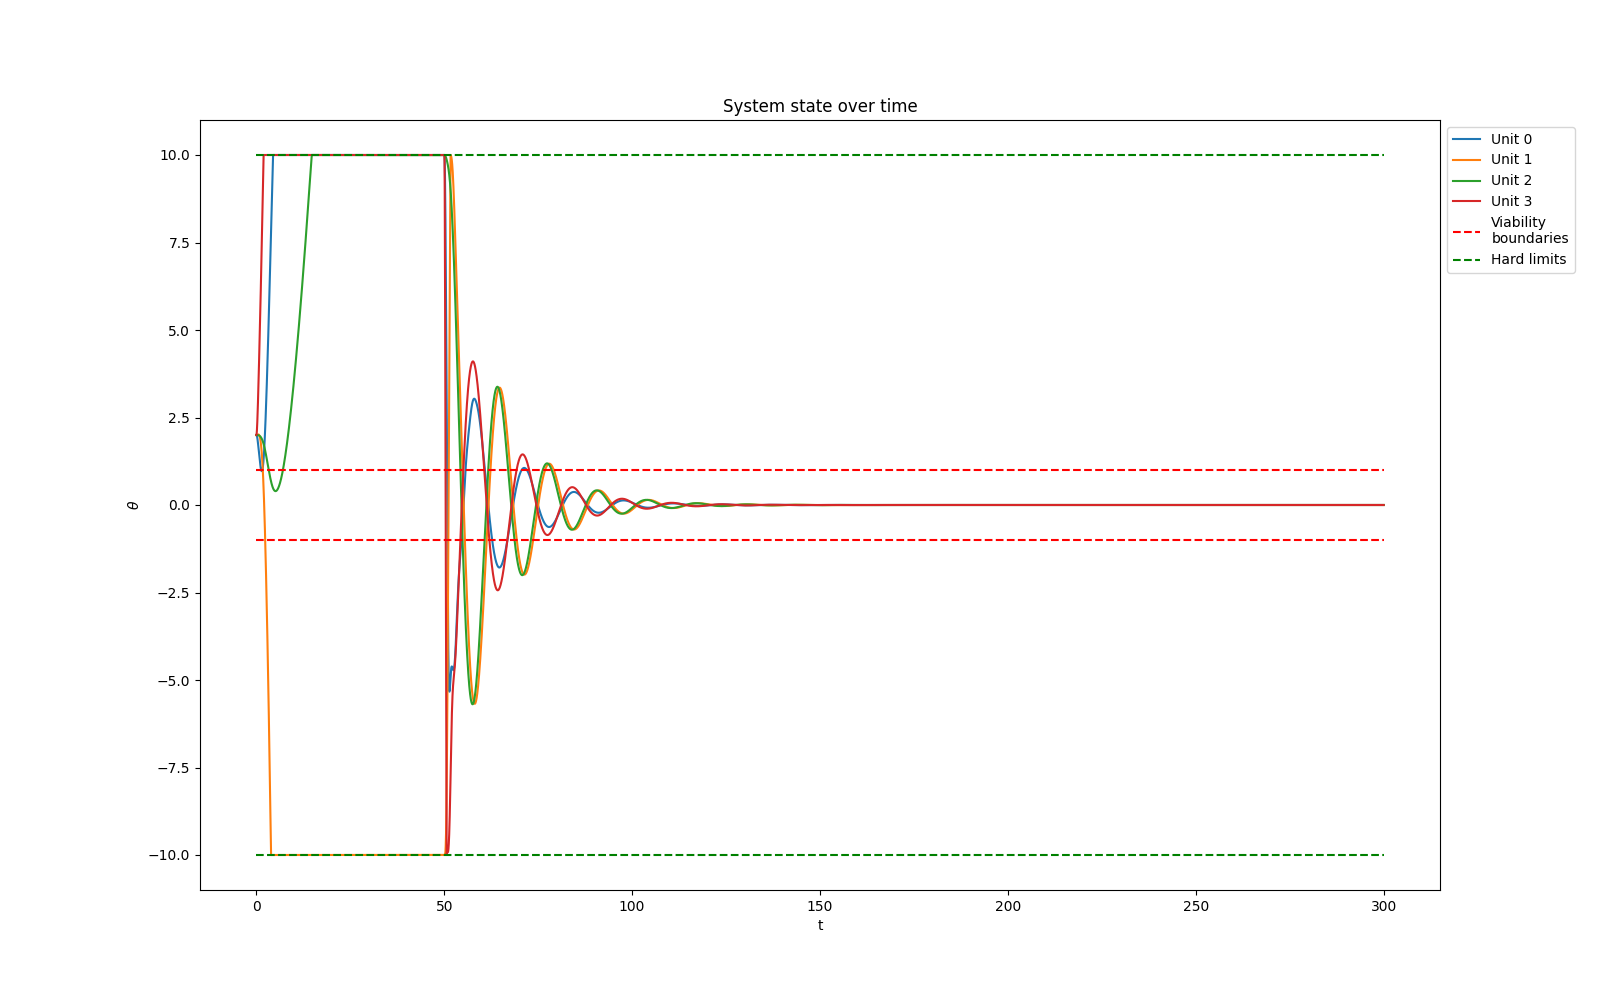 System state over time
10.0
7.5
5.0
2.5
0.0
−2.5
−5.0
−7.5
−10.0
θ
0
50
100
150
200
250
300
t
Unit 0
Unit 1
Unit 2
Unit 3
Viability
boundaries
Hard limits